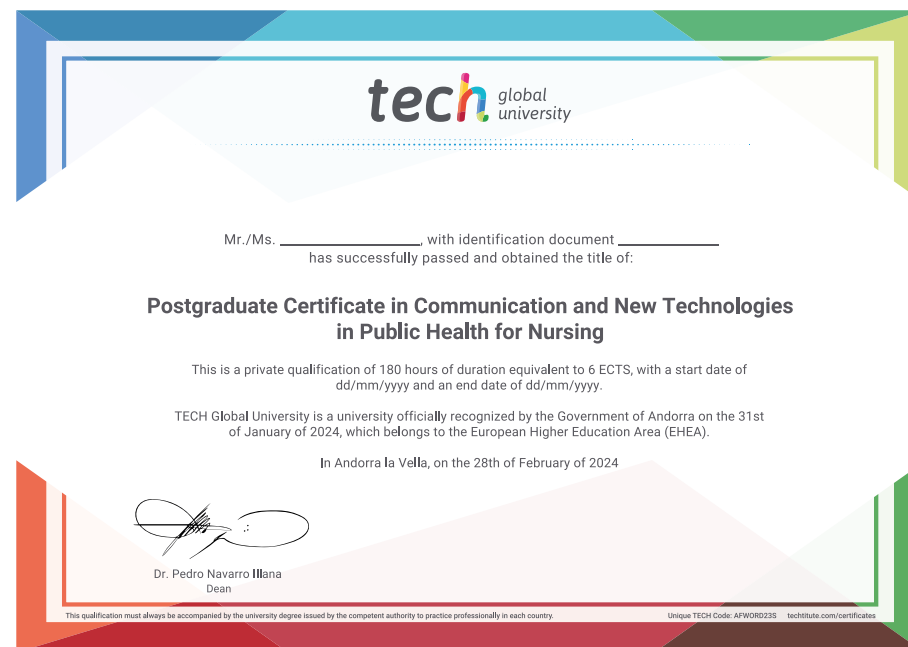 tech global
university
Mr./Ms. ____________________, with identification document ______________
has successfully passed and obtained the title of:
Postgraduate Certificate in Communication and New Technologies
in Public Health for Nursing
This is a private qualification of 180 hours of duration equivalent to 6 ECTS, with a start date of
dd/mm/yyyy and an end date of dd/mm/yyyy.
TECH Global University is a university officially recognized by the Government of Andorra on the 31st
of January of 2024, which belongs to the European Higher Education Area (EHEA).
In Andorra la Vella, on the 28th of February of 2024
Dr. Pedro Navarro Illana
Dean
This qualification must always be accompanied by the university degree issued by the competent authority to practice professionally in each country. Unique TECH Code: AFWORD23S techtitute.com/certificates